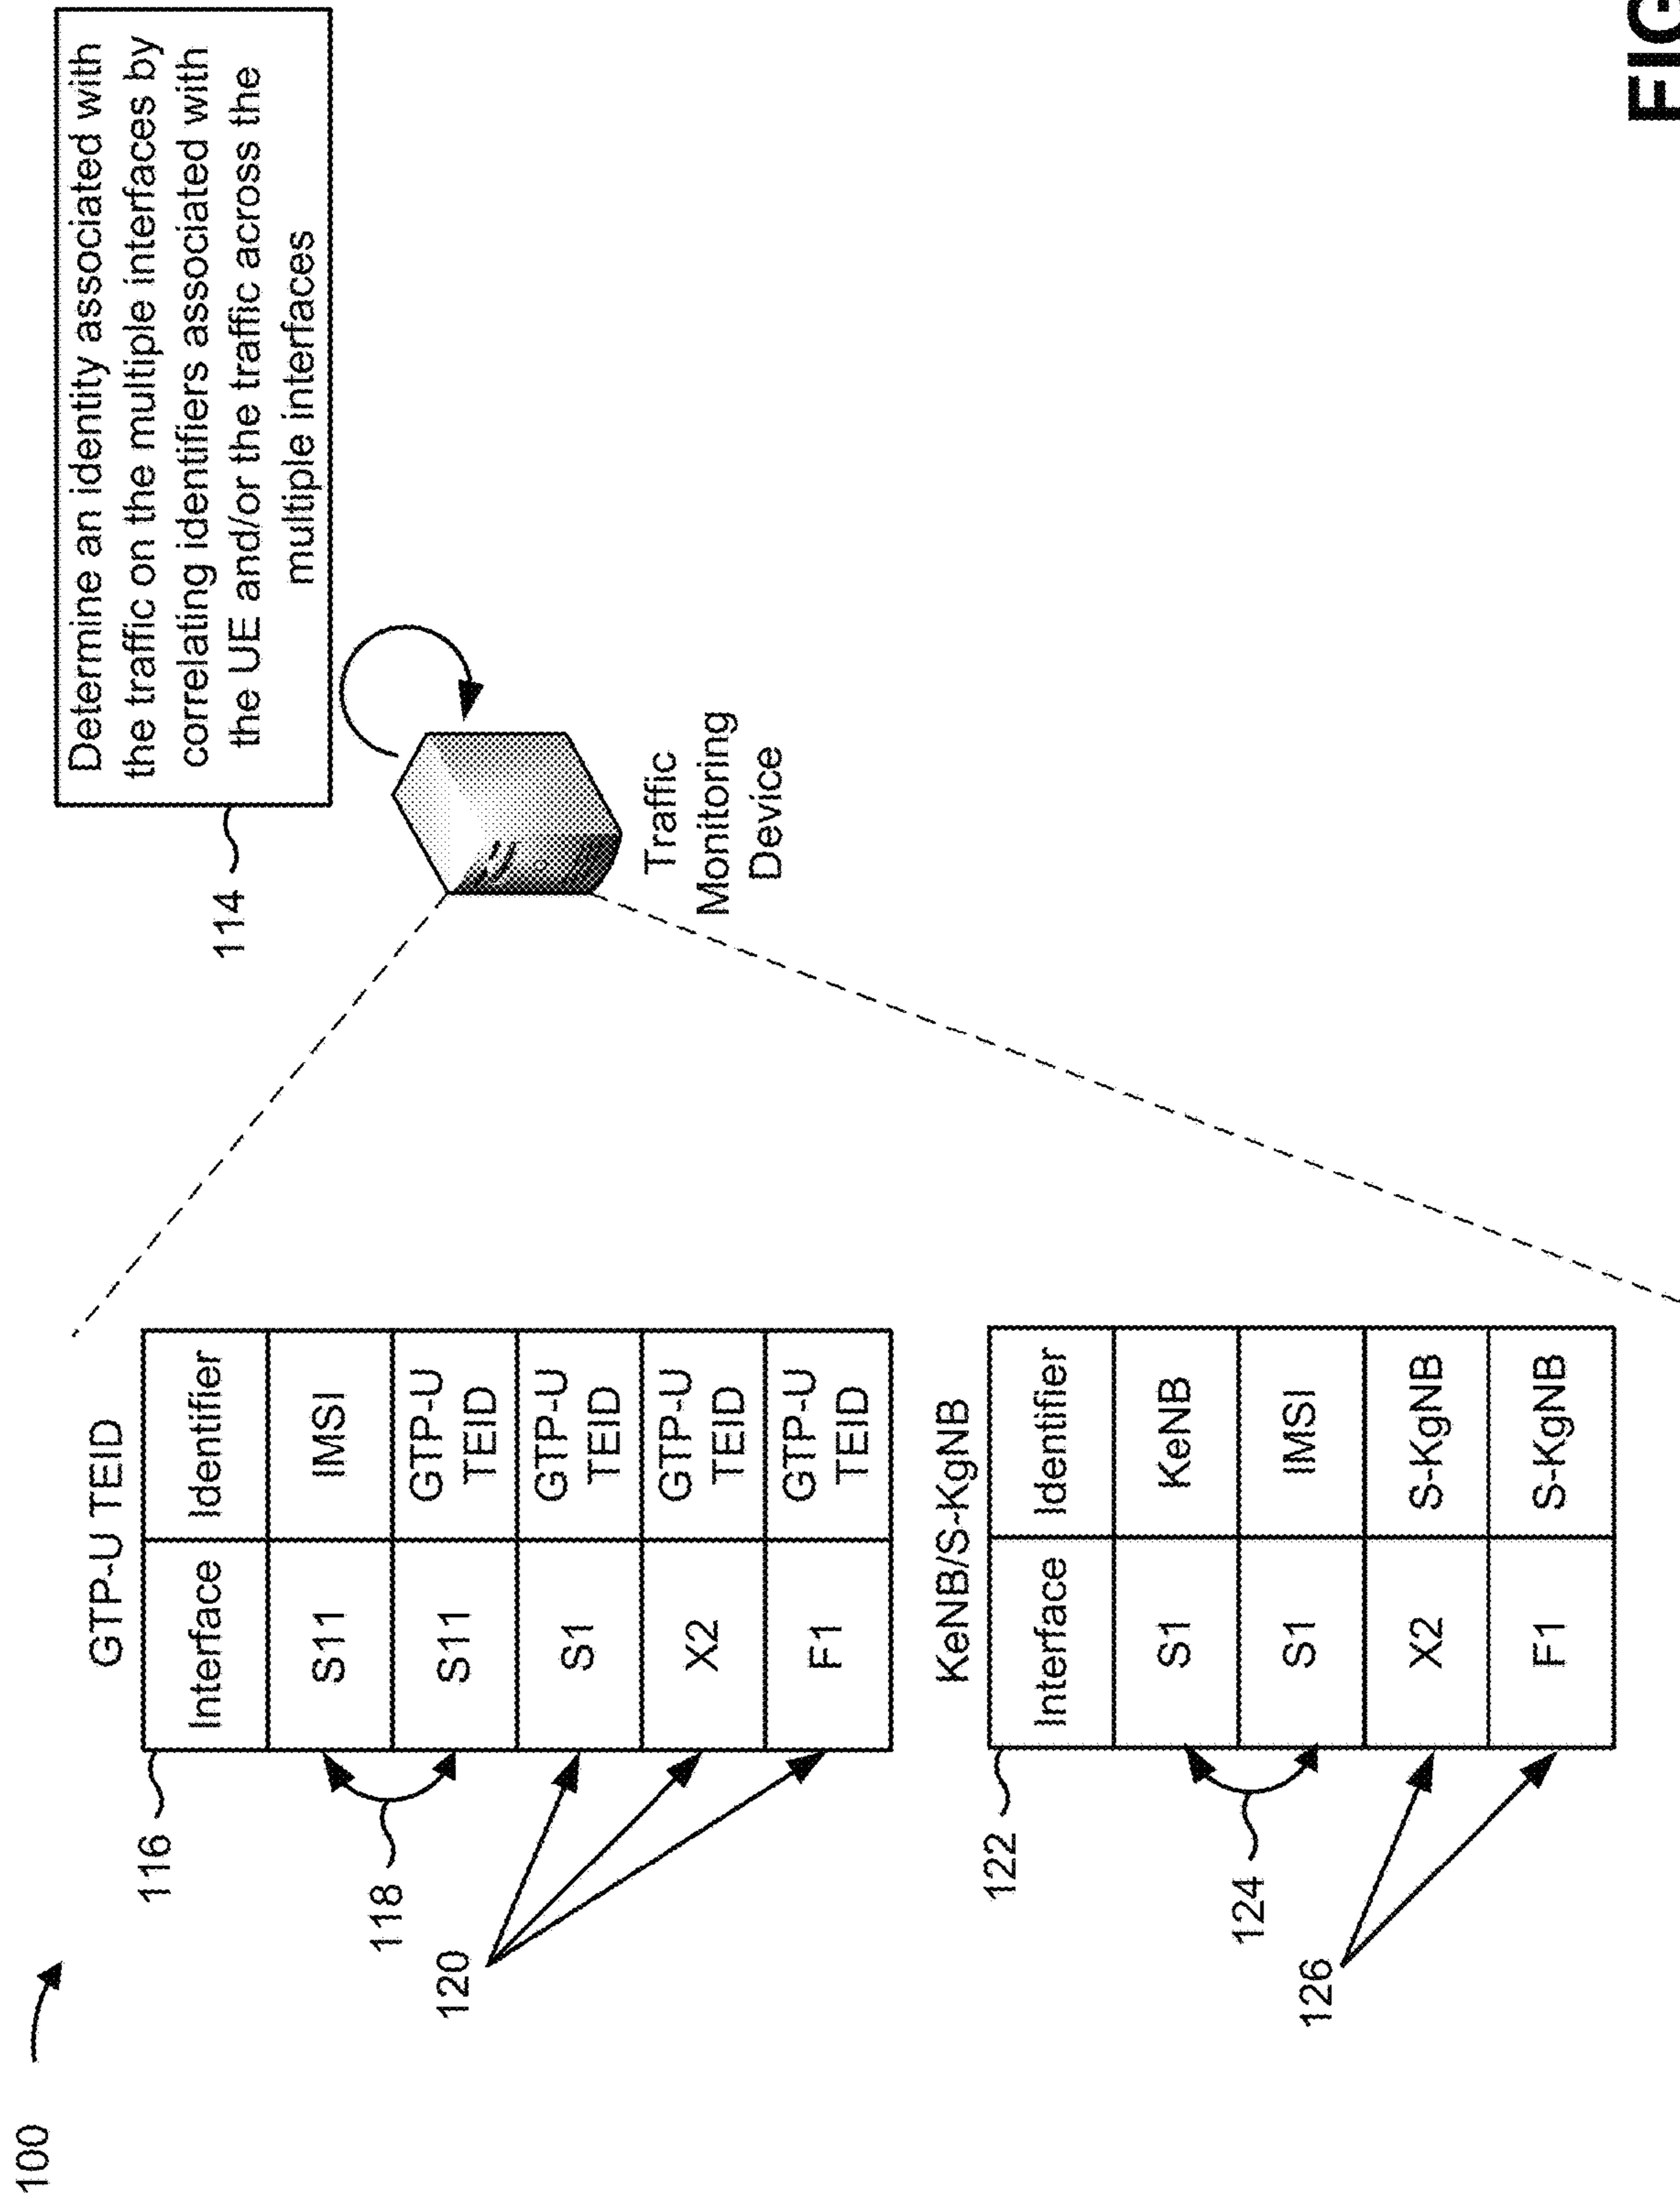 100
114
Determine an identity associated with
the traffic on the multiple interfaces by
correlating identifiers associated with
the UE and/or the traffic across the
multiple interfaces
Traffic
Monitoring
Device
GTP-U TEID
116
Interface Identifier
S11 IMSI
118
S11 GTP-U
TEID
120
S1 GTP-U
TEID
X2 GTP-U
TEID
F1 GTP-U
TEID
KeNB/S-KgNB
122
Interface Identifier
S1 KeNB
124
S1 IMSI
126
X2 S-KgNB
F1 S-KgNB
FIG